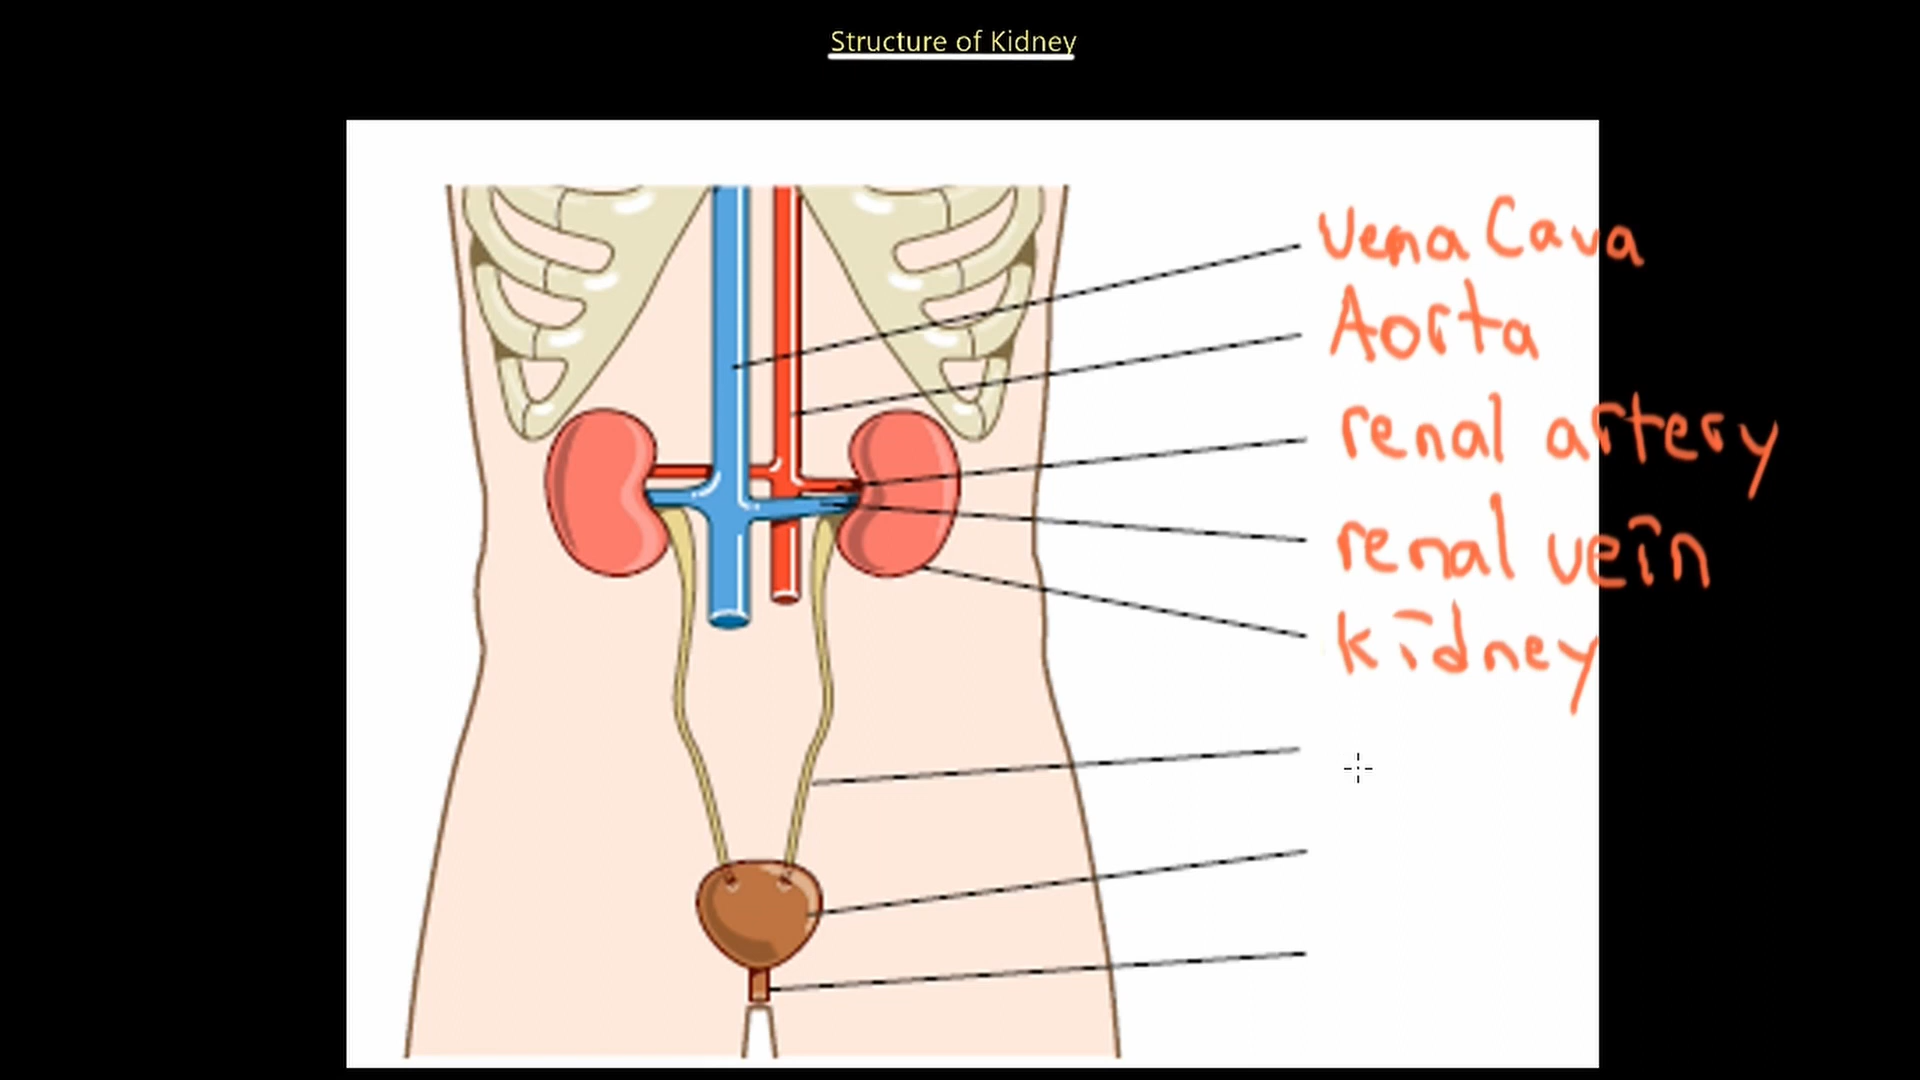 Structure of Kidney
Vena Cava
Aorta
renal artery
renal vein
kidney